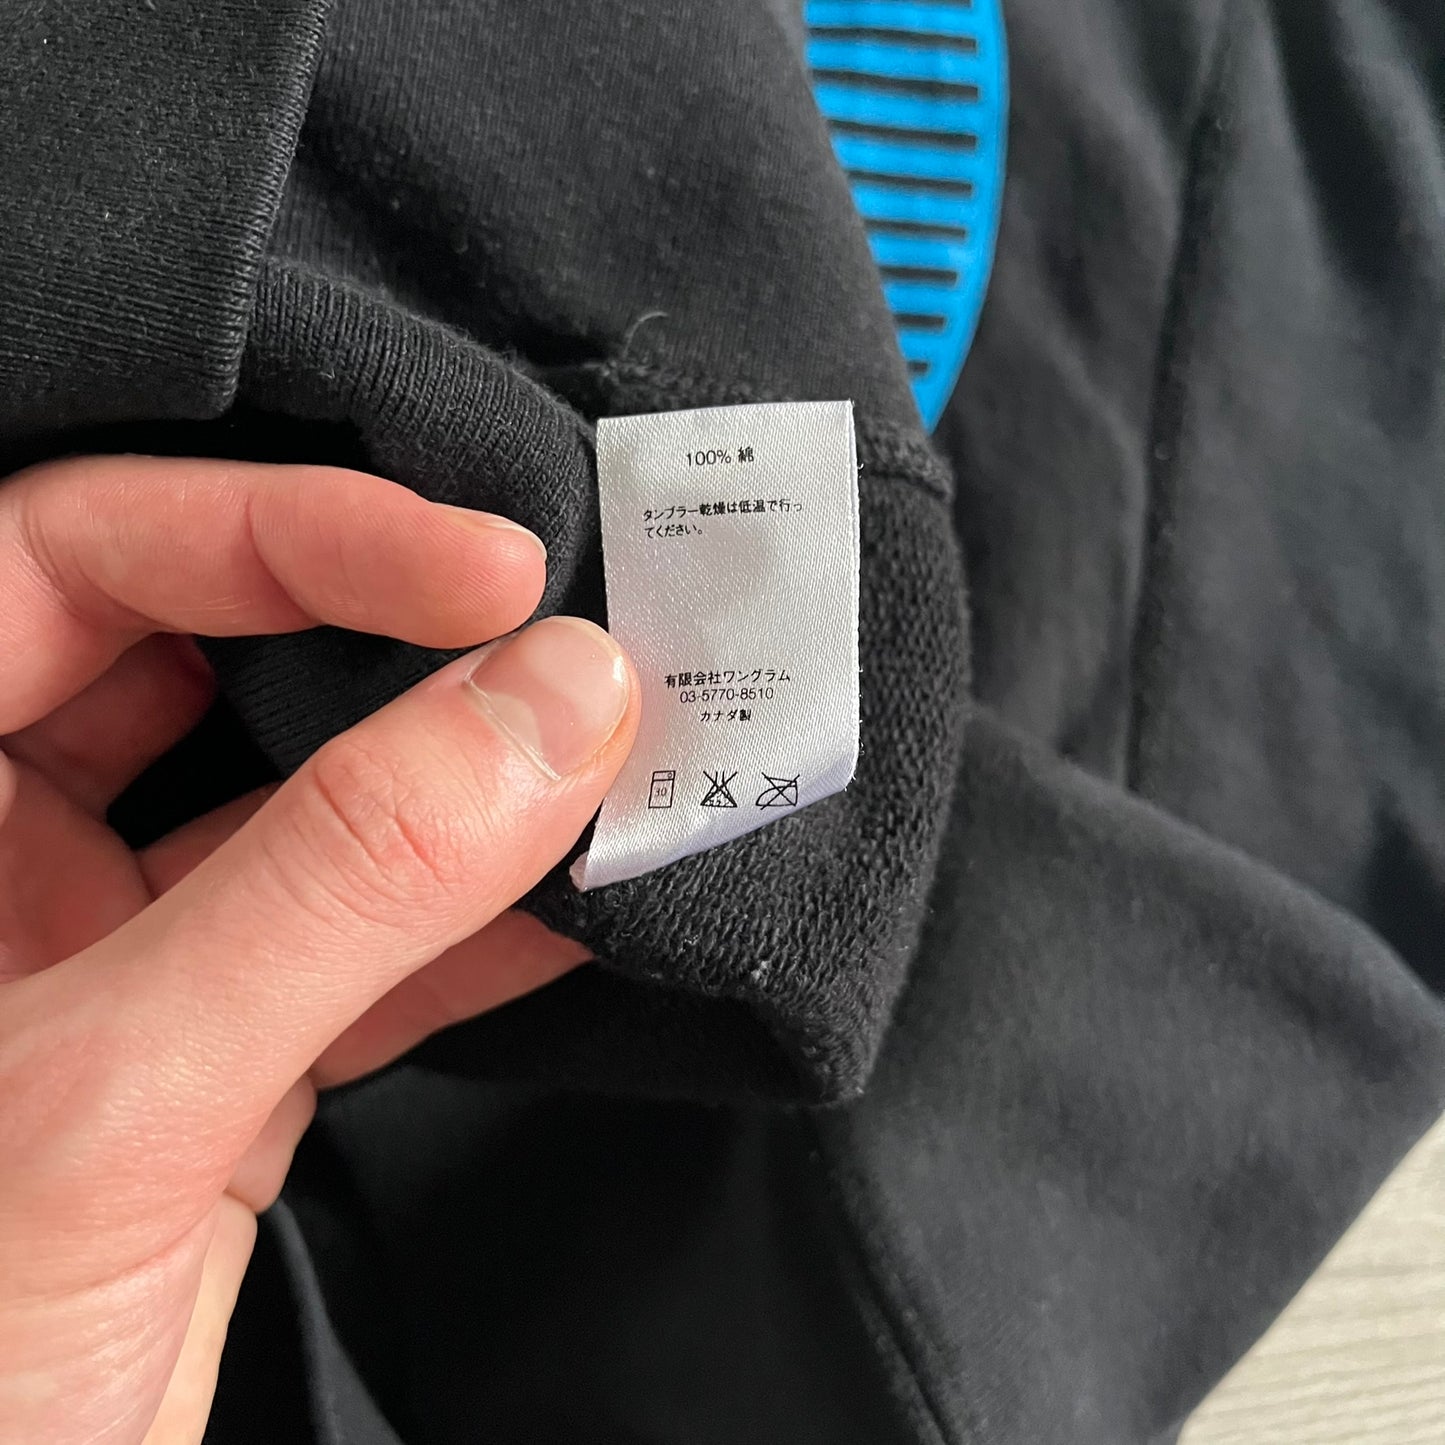 100% 綿
タンブラー乾燥は低温で行っ
てください。
有限会社ワングラム
03-5770-8510
カナダ製
30